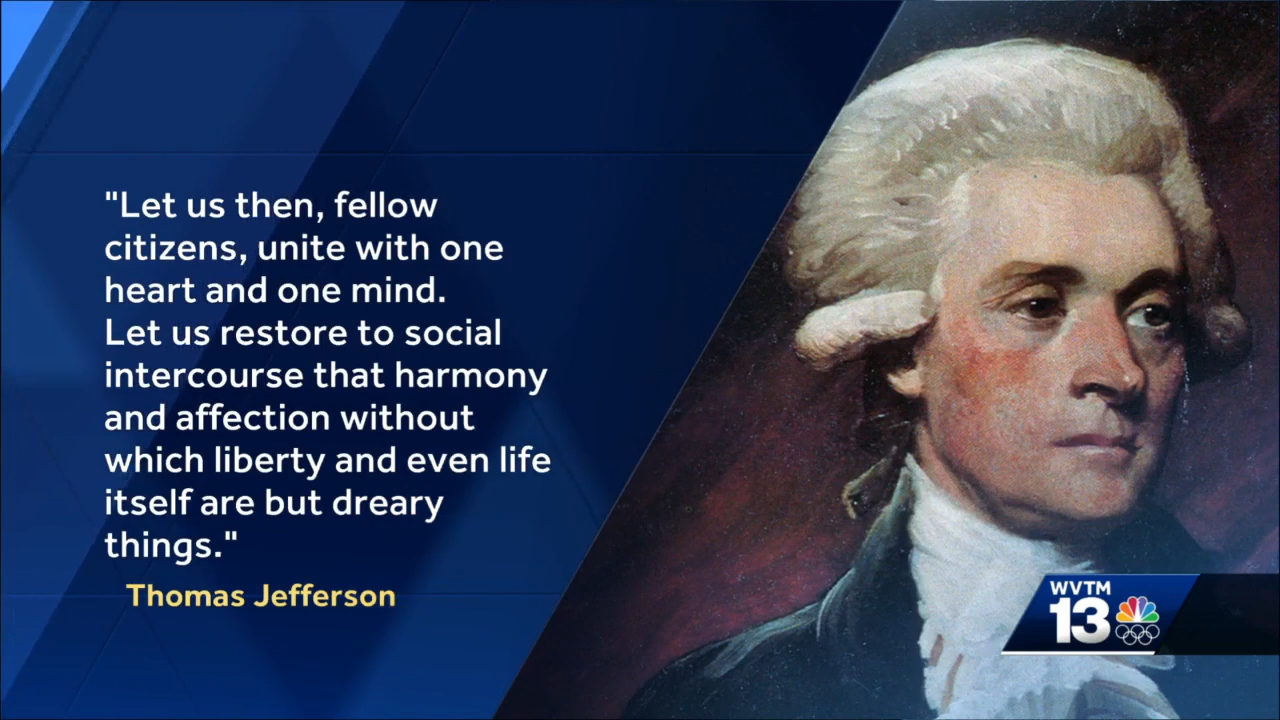 "Let us then, fellow
citizens, unite with one
heart and one mind.
Let us restore to social
intercourse that harmony
and affection without
which liberty and even life
itself are but dreary
things."
Thomas Jefferson
WVTM
13